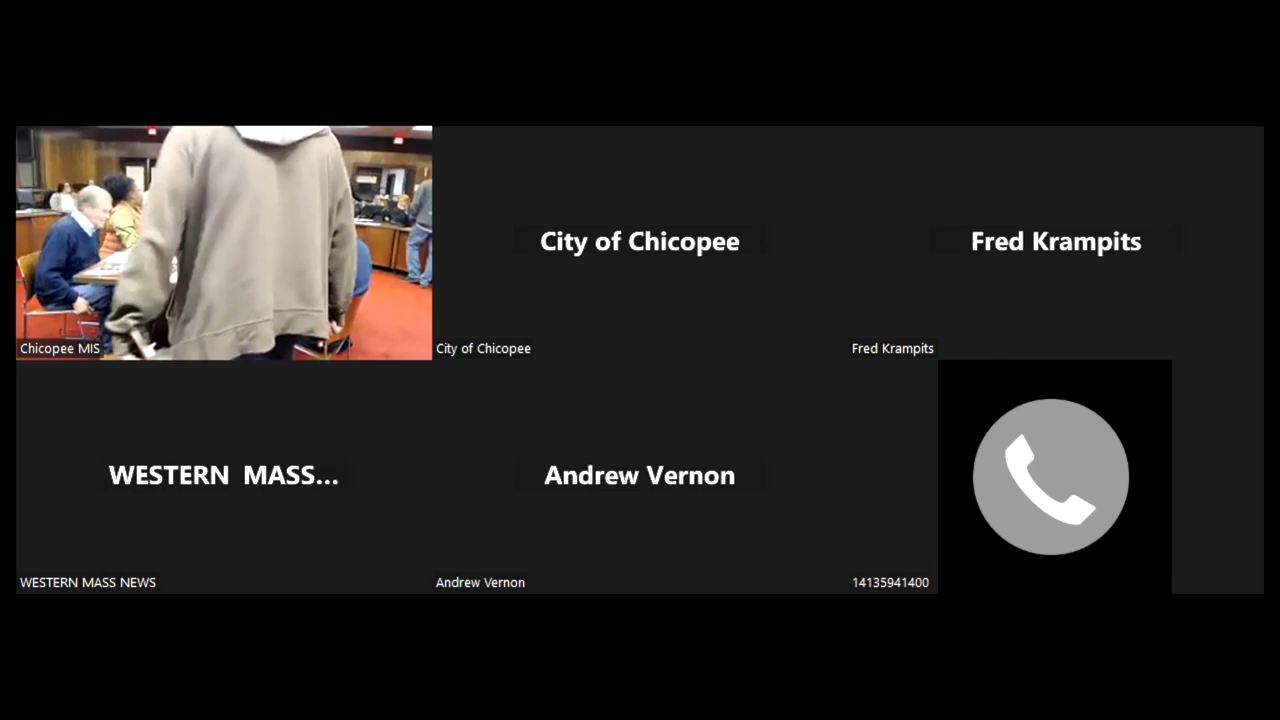 City of Chicopee
Fred Krampits
Chicopee MIS
City of Chicopee
Fred Krampits
WESTERN MASS...
Andrew Vernon
WESTERN MASS NEWS
Andrew Vernon
14135941400